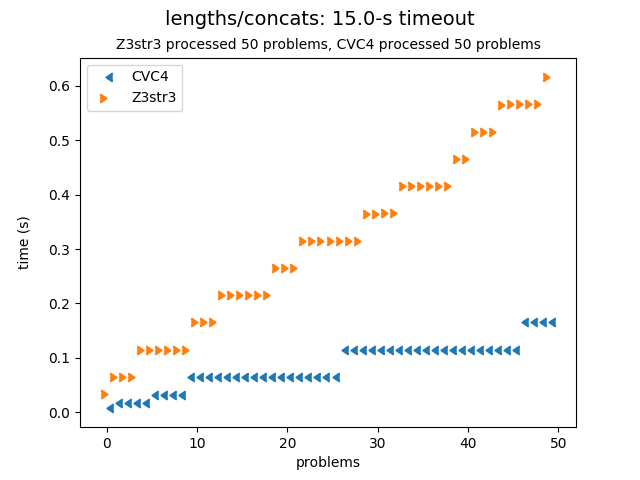 lengths/concats: 15.0-s timeout
Z3str3 processed 50 problems, CVC4 processed 50 problems
CVC4
Z3str3
0.6
0.5
0.4
0.3
0.2
0.1
0.0
time (s)
0 10 20 30 40 50
problems